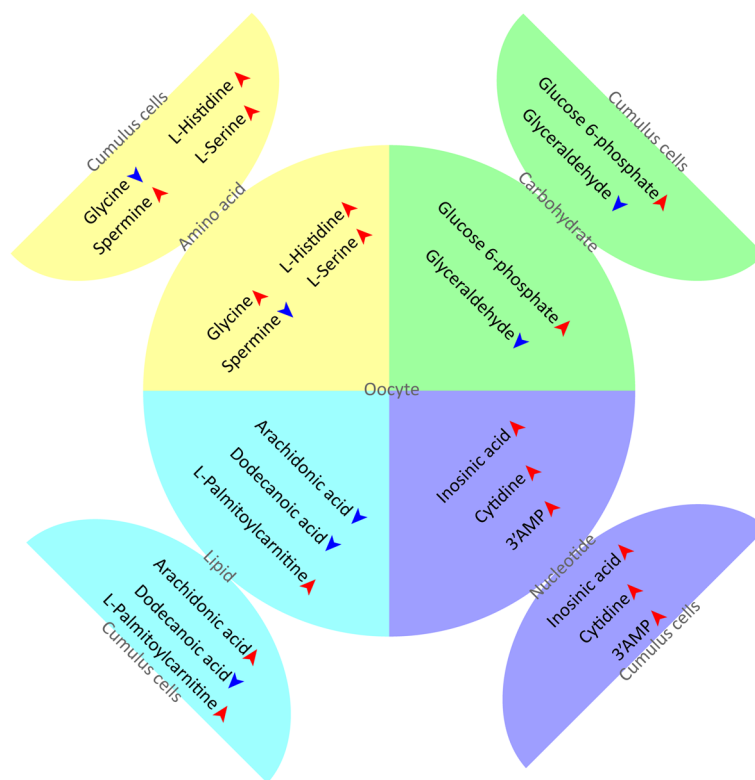 Cumulus cells
L-Histidine
L-Serine
Glycine
Spermine
Amino acid
Cumulus cells
Glucose 6-phosphate
Glyceraldehyde
Carbohydrate
L-Histidine
L-Serine
Glycine
Spermine
Glucose 6-phosphate
Glyceraldehyde
Oocyte
Arachidonic acid
Dodecanoic acid
L-Palmitoylcarnitine
Inosinic acid
Cytidine
3'AMP
Lipid
Arachidonic acid
Dodecanoic acid
L-Palmitoylcarnitine
Cumulus cells
Nucleotide
Inosinic acid
Cytidine
3'AMP
Cumulus cells